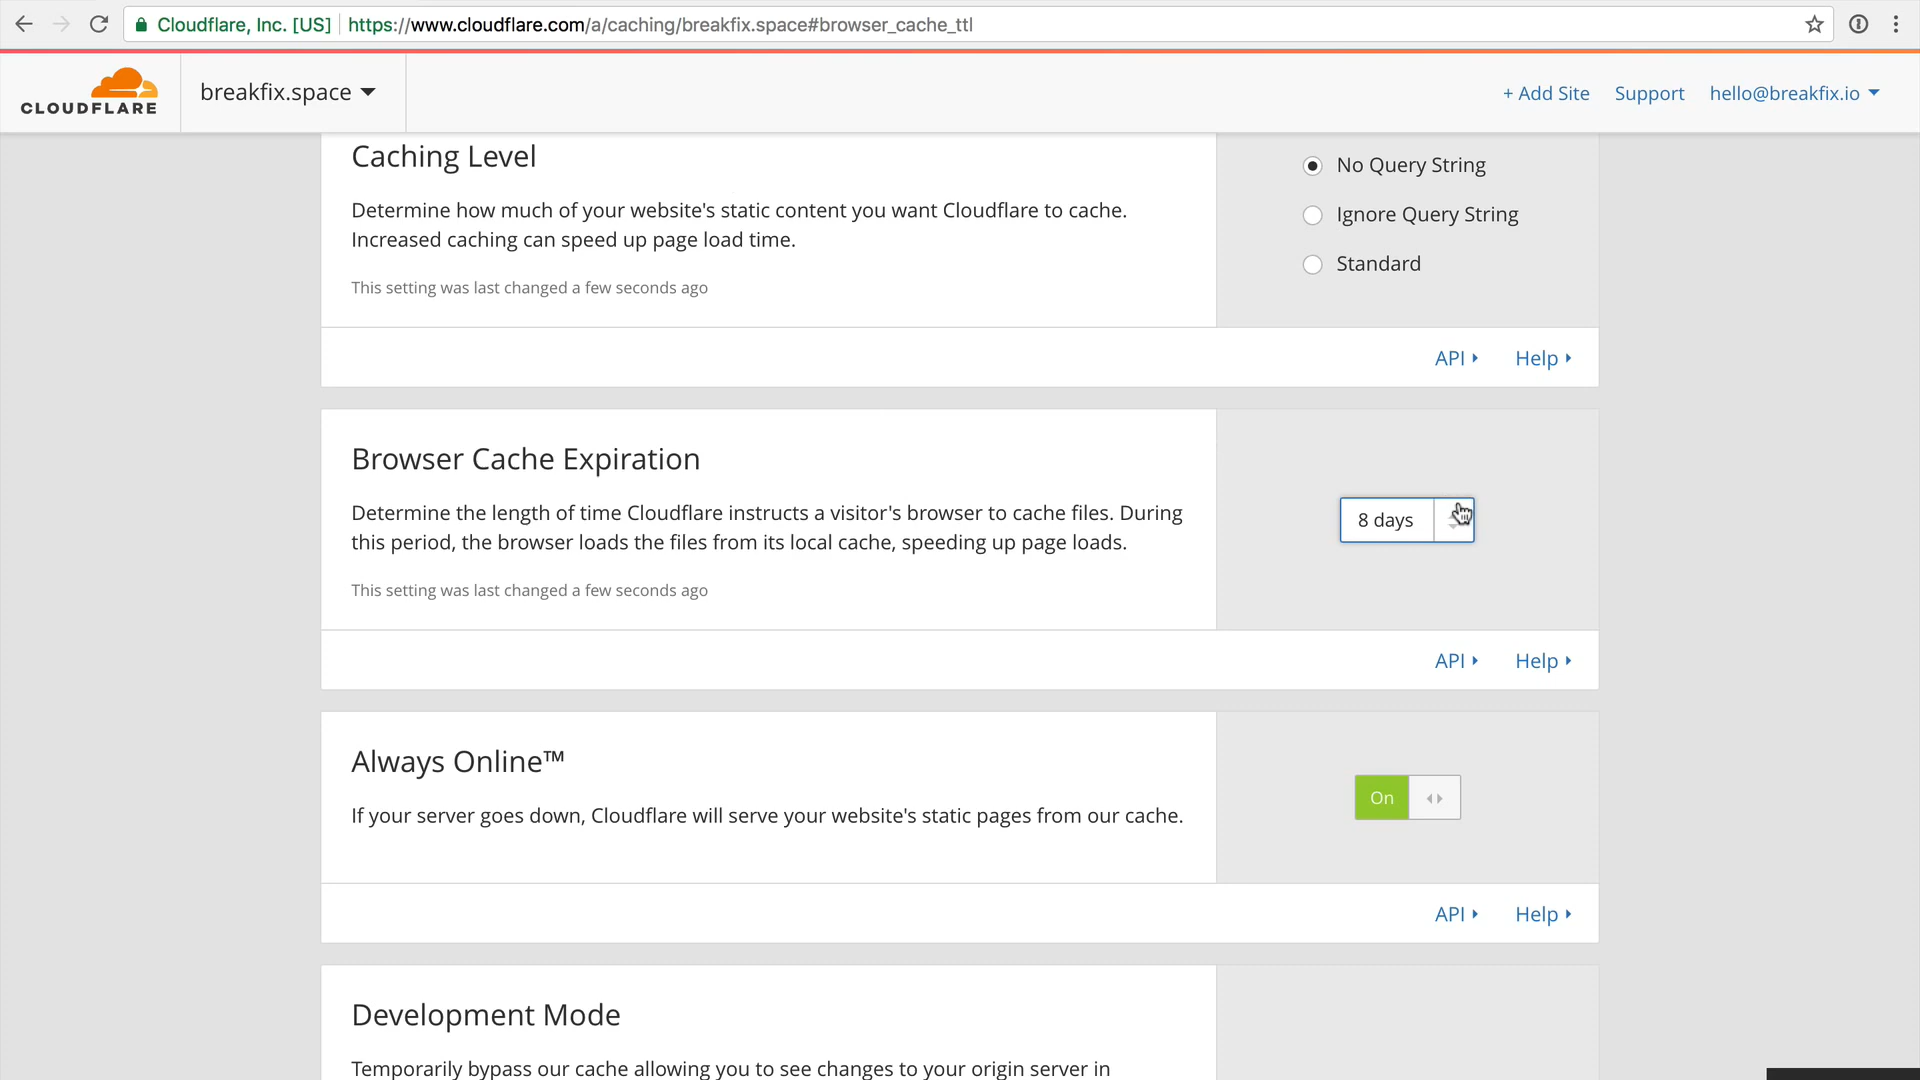 Cloudflare, Inc. [US] https://www.cloudflare.com/a/caching/breakfix.space#browser_cache_ttl
CLOUDFLARE
breakfix.space
+ Add Site
Support
hello@breakfix.io
Caching Level
Determine how much of your website's static content you want Cloudflare to cache.
Increased caching can speed up page load time.
This setting was last changed a few seconds ago
No Query String
Ignore Query String
Standard
API
Help
Browser Cache Expiration
Determine the length of time Cloudflare instructs a visitor's browser to cache files. During
this period, the browser loads the files from its local cache, speeding up page loads.
This setting was last changed a few seconds ago
8 days
API
Help
Always Online™
If your server goes down, Cloudflare will serve your website's static pages from our cache.
On
API
Help
Development Mode
Temporarily bypass our cache allowing you to see changes to your origin server in